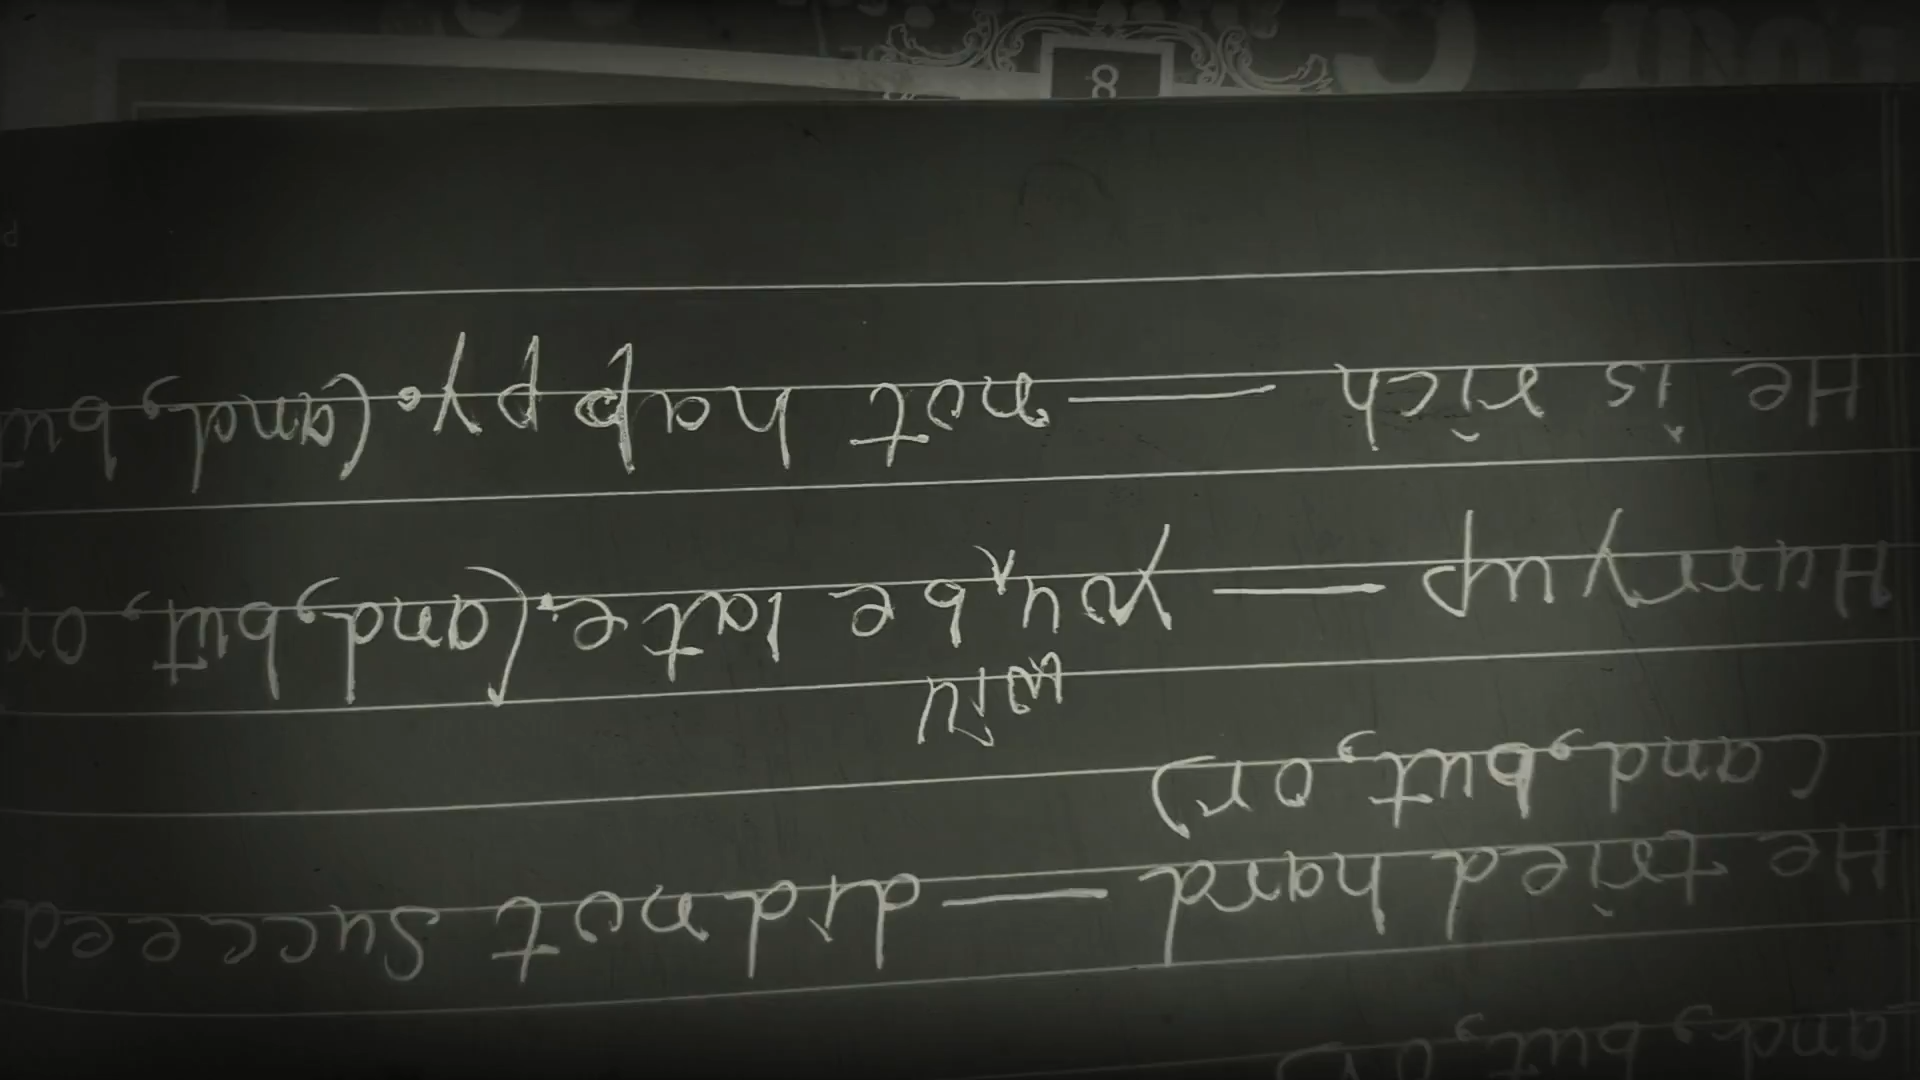 and, but, or
He tried hard —— did not succeed
(and, but, or)
will
Hurry up —— you ^ be late. (and, but, or
He is rich —— not happy. (and, but
8